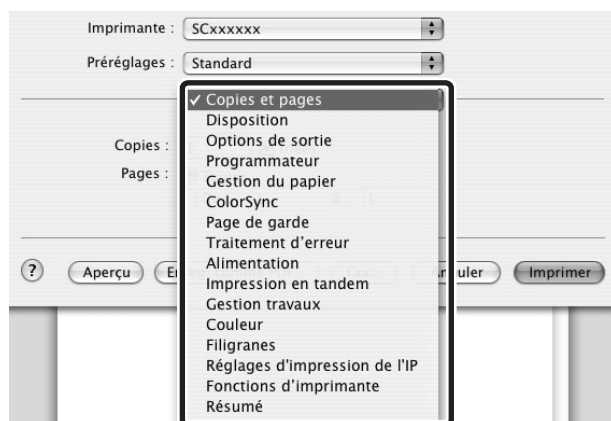 Imprimante : SCxxxxxx
Préréglages : Standard
✓ Copies et pages
Disposition
Copies :
Options de sortie
Programmateur
Pages :
Gestion du papier
ColorSync
Page de garde
Traitement d’erreur
Alimentation
? Aperçu Imprimer
Impression en tandem
Gestion travaux
Couleur
Filigranes
Réglages d'impression de l'IP
Fonctions d’imprimante
Résumé